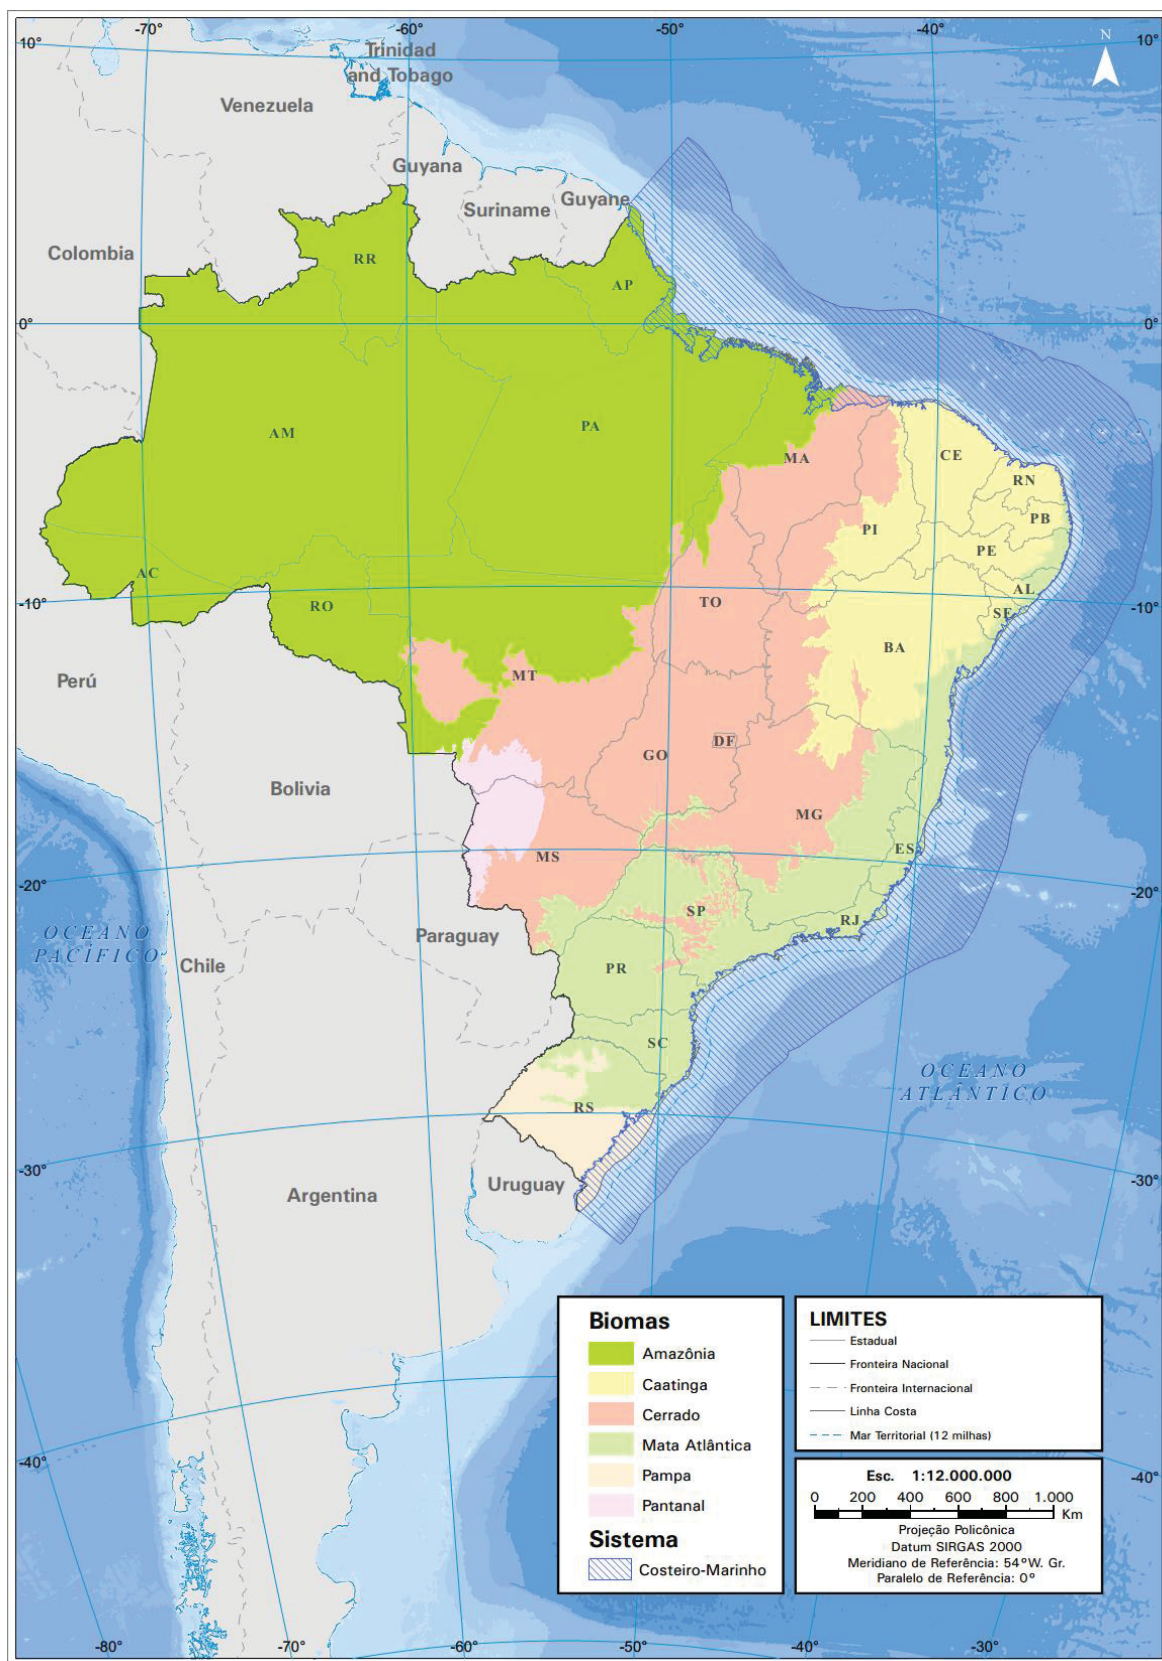 -70°
-60°
-50°
-40°
10°
10°
N
Trinidad
and Tobago
Venezuela
Guyana
Suriname
Guyane
Colombia
RR
AP
0°
0°
AM
PA
MA
CE
RN
PB
PI
PE
AC
RO
TO
AL
SE
-10°
-10°
BA
MT
Perú
GO
DF
Bolivia
MG
MS
ES
-20°
-20°
SP
RJ
OCEANO
PACÍFICO
Paraguay
Chile
PR
SC
OCEANO
ATLÂNTICO
RS
-30°
-30°
Uruguay
Argentina
Biomas
Amazônia
Caatinga
Cerrado
Mata Atlântica
Pampa
Pantanal
Sistema
Costeiro-Marinho
LIMITES
Estadual
Fronteira Nacional
Fronteira Internacional
Linha Costa
Mar Territorial (12 milhas)
-40°
-40°
Esc. 1:12.000.000
0 200 400 600 800 1.000
Km
Projeção Policônica
Datum SIRGAS 2000
Meridiano de Referência: 54°W. Gr.
Paralelo de Referência: 0°
-80°
-70°
-60°
-50°
-40°
-30°